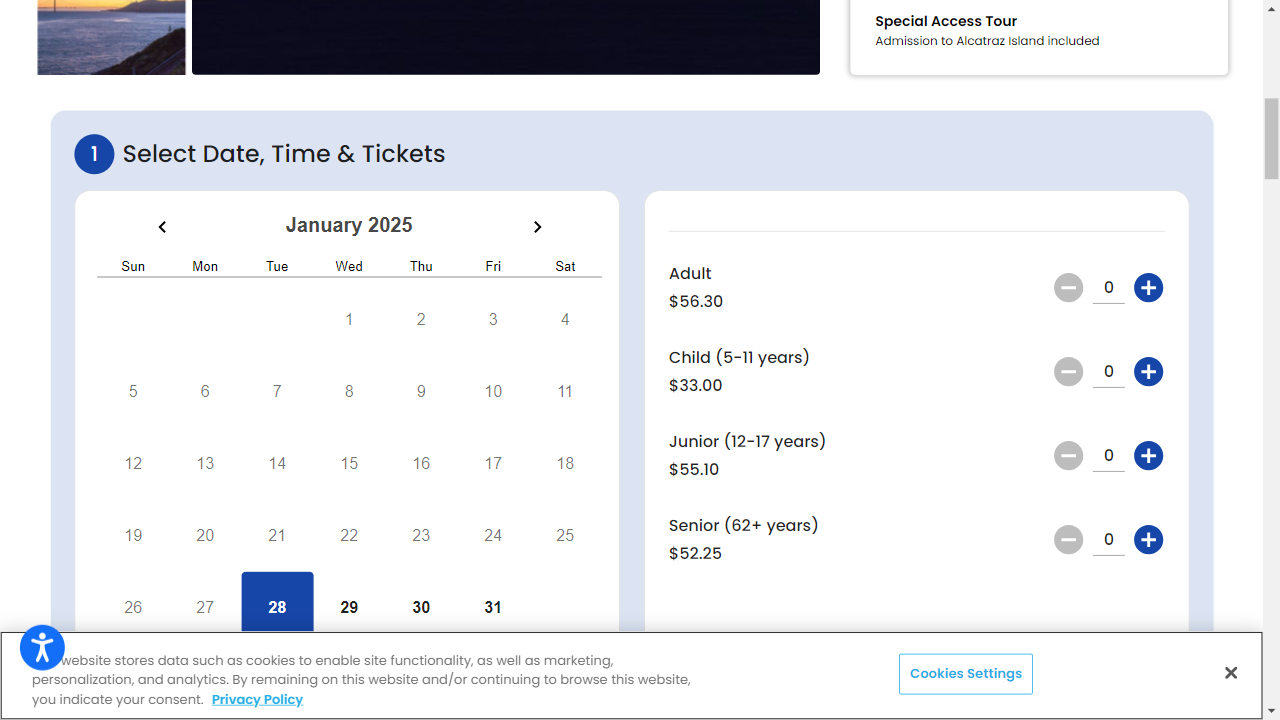 Special Access Tour
Admission to Alcatraz Island included
1 Select Date, Time & Tickets
January 2025
Sun Mon Tue Wed Thu Fri Sat
1 2 3 4
5 6 7 8 9 10 11
12 13 14 15 16 17 18
19 20 21 22 23 24 25
26 27 28 29 30 31
Adult
$56.30
0
Child (5-11 years)
$33.00
0
Junior (12-17 years)
$55.10
0
Senior (62+ years)
$52.25
0
website stores data such as cookies to enable site functionality, as well as marketing,
personalization, and analytics. By remaining on this website and/or continuing to browse this website,
you indicate your consent. Privacy Policy
Cookies Settings